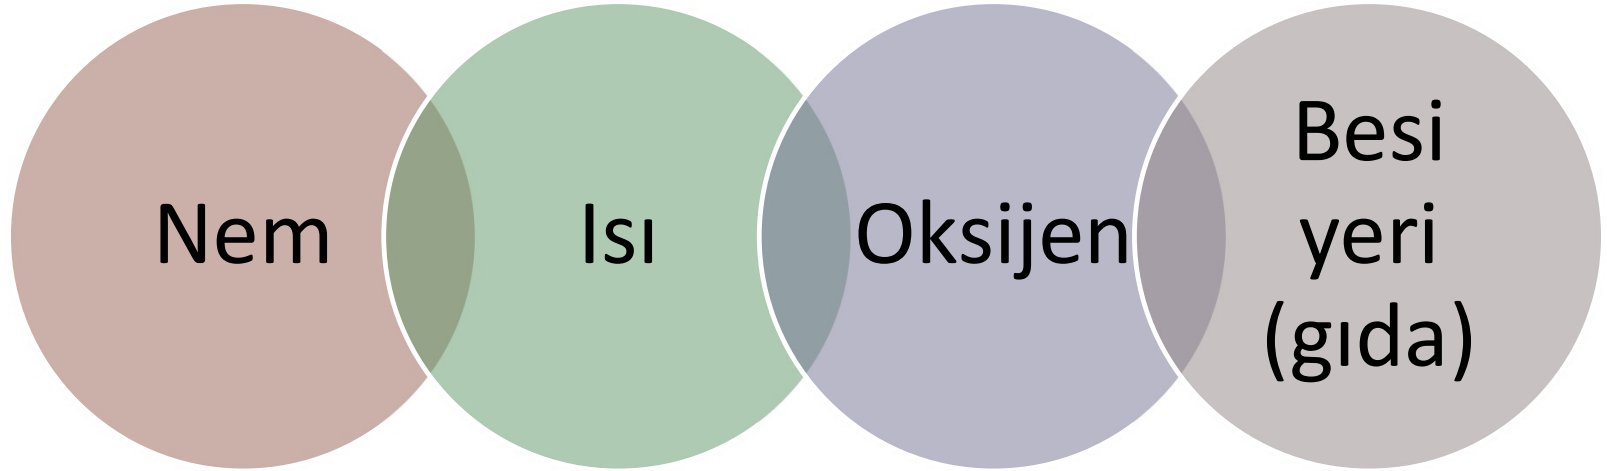 Nem
Isı
Oksijen
Besi
yeri
(gıda)